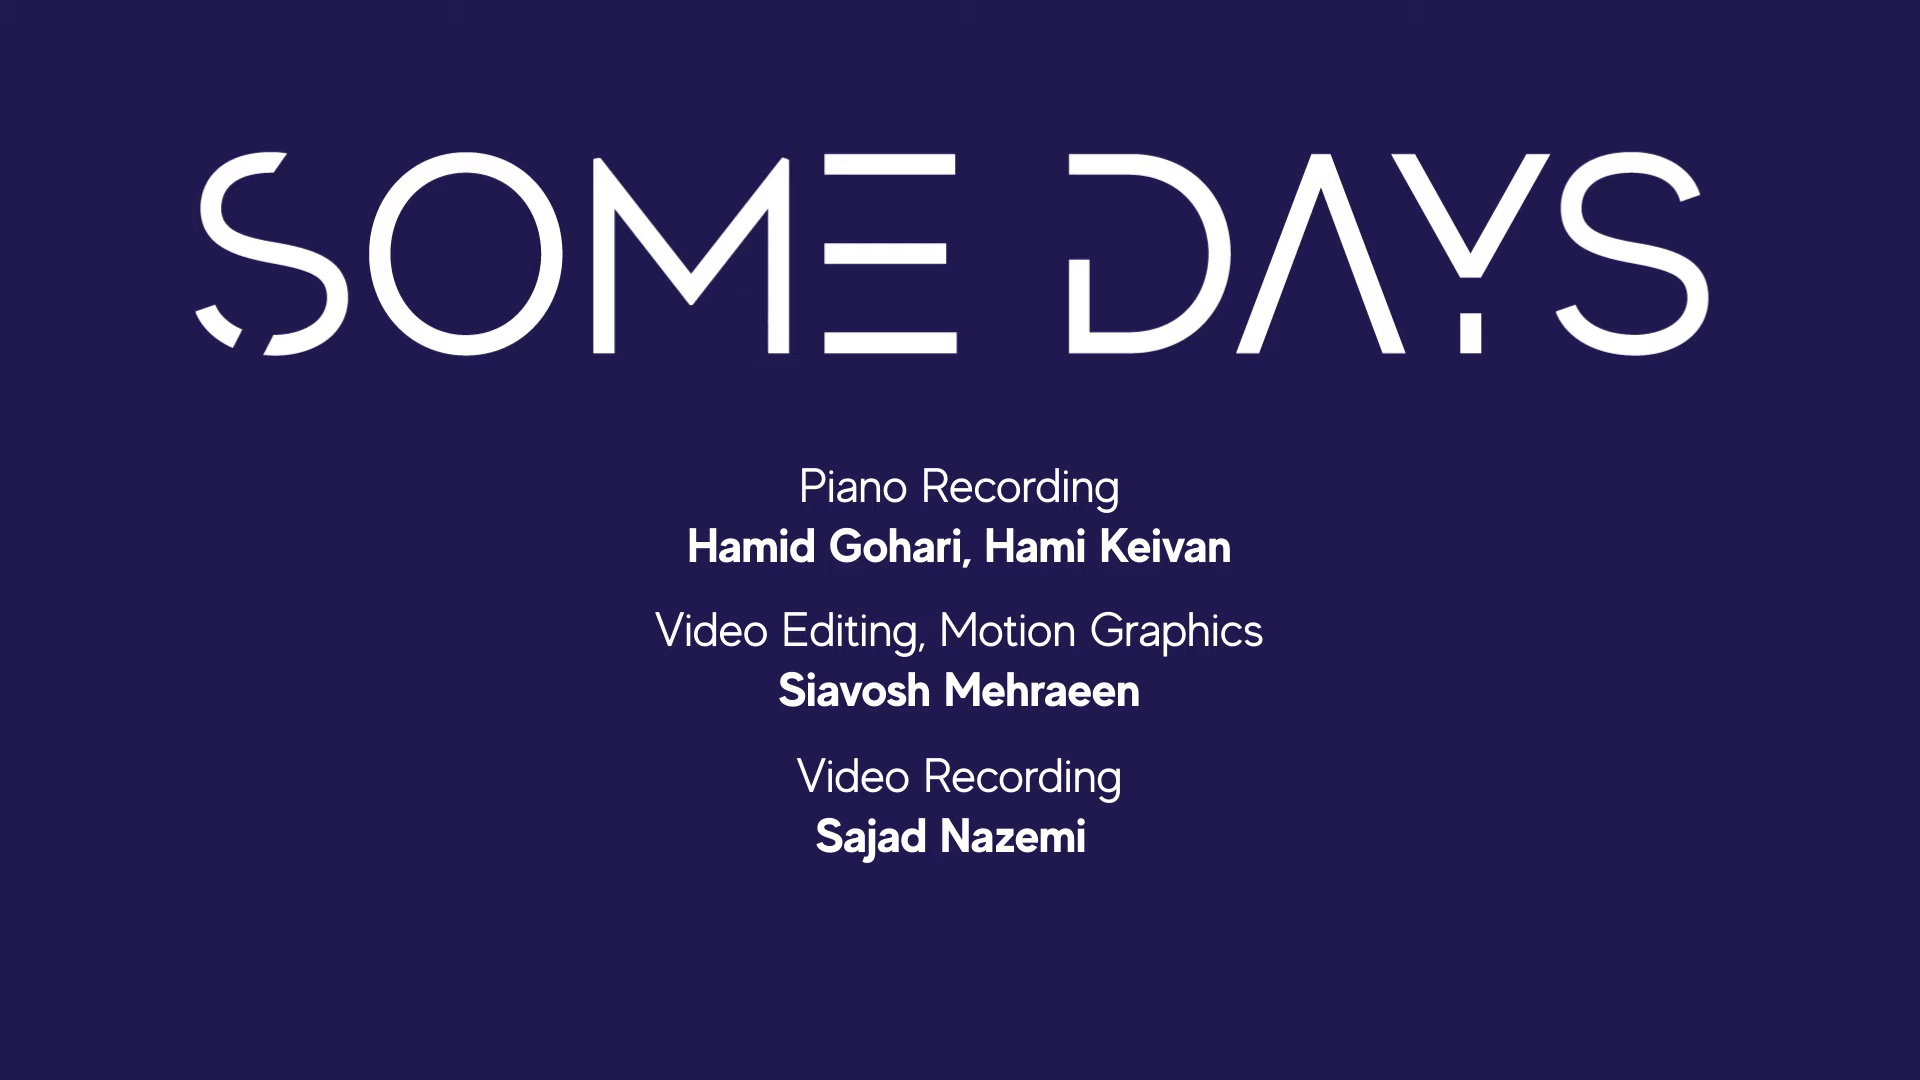 SOME DAYS
Piano Recording
Hamid Gohari, Hami Keivan
Video Editing, Motion Graphics
Siavosh Mehraeen
Video Recording
Sajad Nazemi